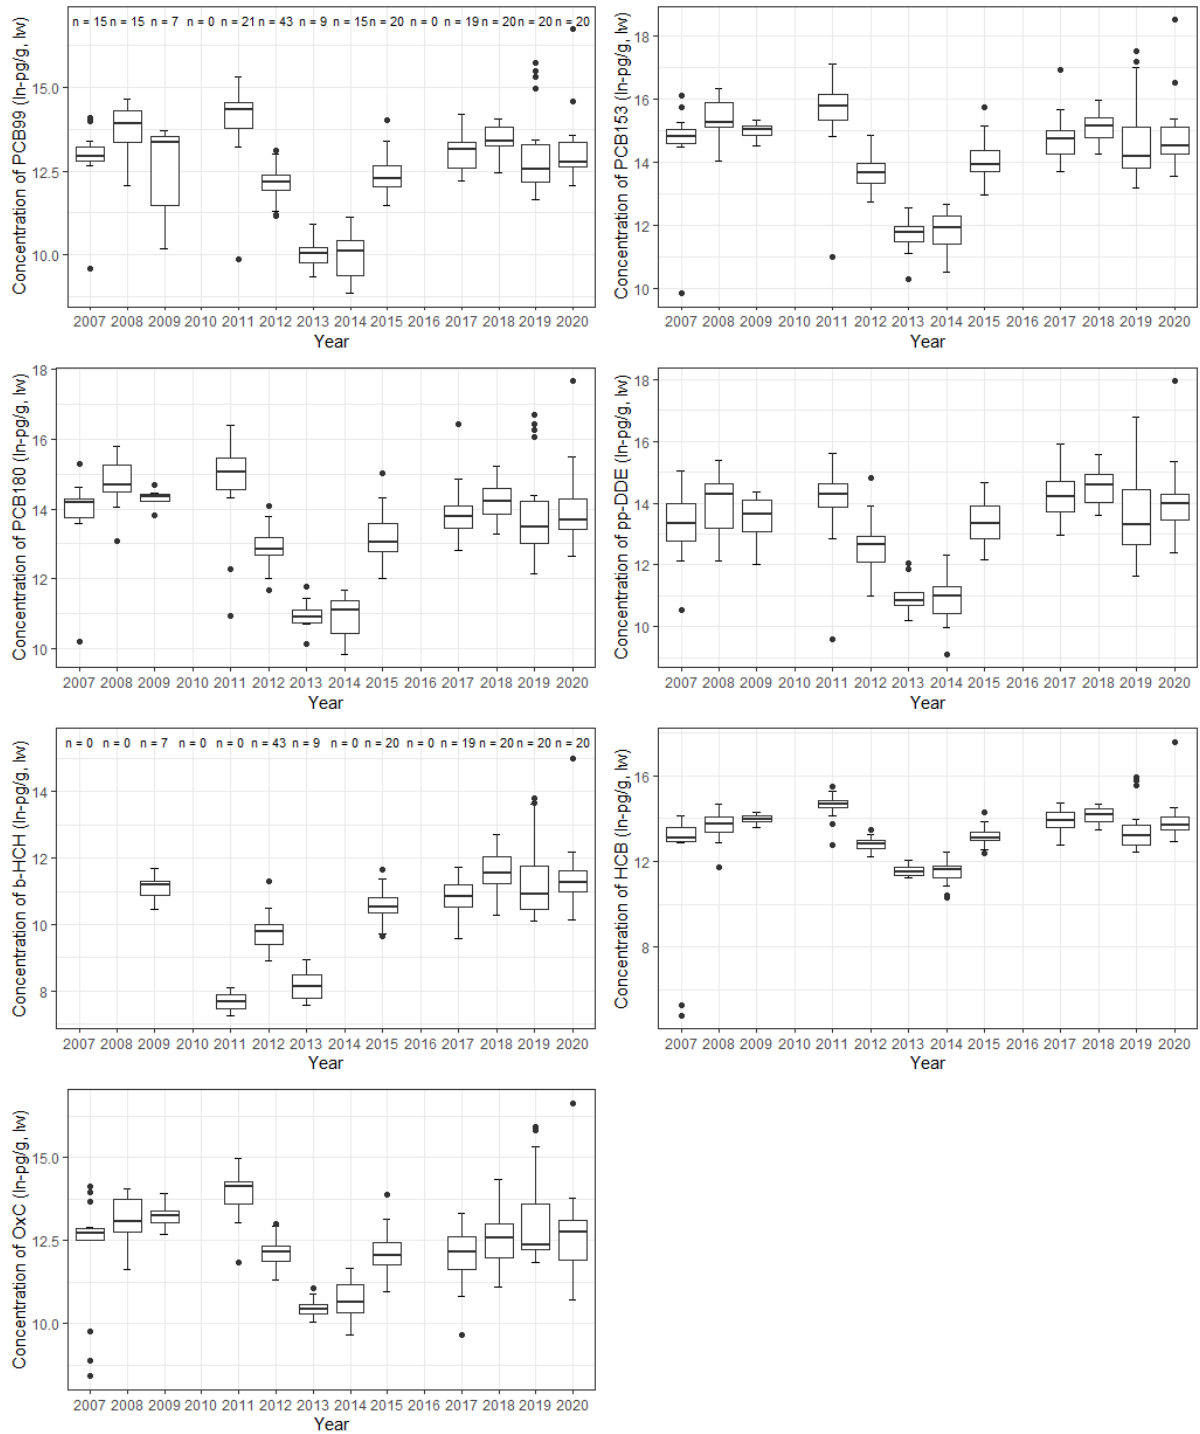 n = 15 n = 15 n = 7 n = 0 n = 21 n = 43 n = 9 n = 15 n = 20 n = 0 n = 19 n = 20 n = 20 n = 20
Concentration of PCB99 (ln-pg/g, lw)
15.0
12.5
10.0
2007 2008 2009 2010 2011 2012 2013 2014 2015 2016 2017 2018 2019 2020
Year
Concentration of PCB153 (ln-pg/g, lw)
18
16
14
12
10
2007 2008 2009 2010 2011 2012 2013 2014 2015 2016 2017 2018 2019 2020
Year
Concentration of PCB180 (ln-pg/g, lw)
18
16
14
12
10
2007 2008 2009 2010 2011 2012 2013 2014 2015 2016 2017 2018 2019 2020
Year
Concentration of pp-DDE (ln-pg/g, lw)
18
16
14
12
10
2007 2008 2009 2010 2011 2012 2013 2014 2015 2016 2017 2018 2019 2020
Year
n = 0 n = 0 n = 7 n = 0 n = 0 n = 43 n = 9 n = 0 n = 20 n = 0 n = 19 n = 20 n = 20 n = 20
Concentration of b-HCH (ln-pg/g, lw)
14
12
10
8
2007 2008 2009 2010 2011 2012 2013 2014 2015 2016 2017 2018 2019 2020
Year
Concentration of HCB (ln-pg/g, lw)
16
12
8
2007 2008 2009 2010 2011 2012 2013 2014 2015 2016 2017 2018 2019 2020
Year
Concentration of OxC (ln-pg/g, lw)
15.0
12.5
10.0
2007 2008 2009 2010 2011 2012 2013 2014 2015 2016 2017 2018 2019 2020
Year